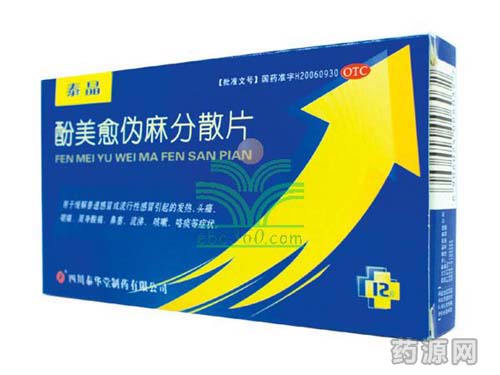 泰晶
【批准文号】国药准字H20060930 OTC
酚美愈伪麻分散片
FEN MEI YU WEI MA FEN SAN PIAN
用于缓解普通感冒或流行性感冒引起的发热、头痛、
咽痛、周身酸痛、鼻塞、流涕、咳嗽、咯痰等症状。
ebc360.com
四川泰华堂制药有限公司
12
药源网